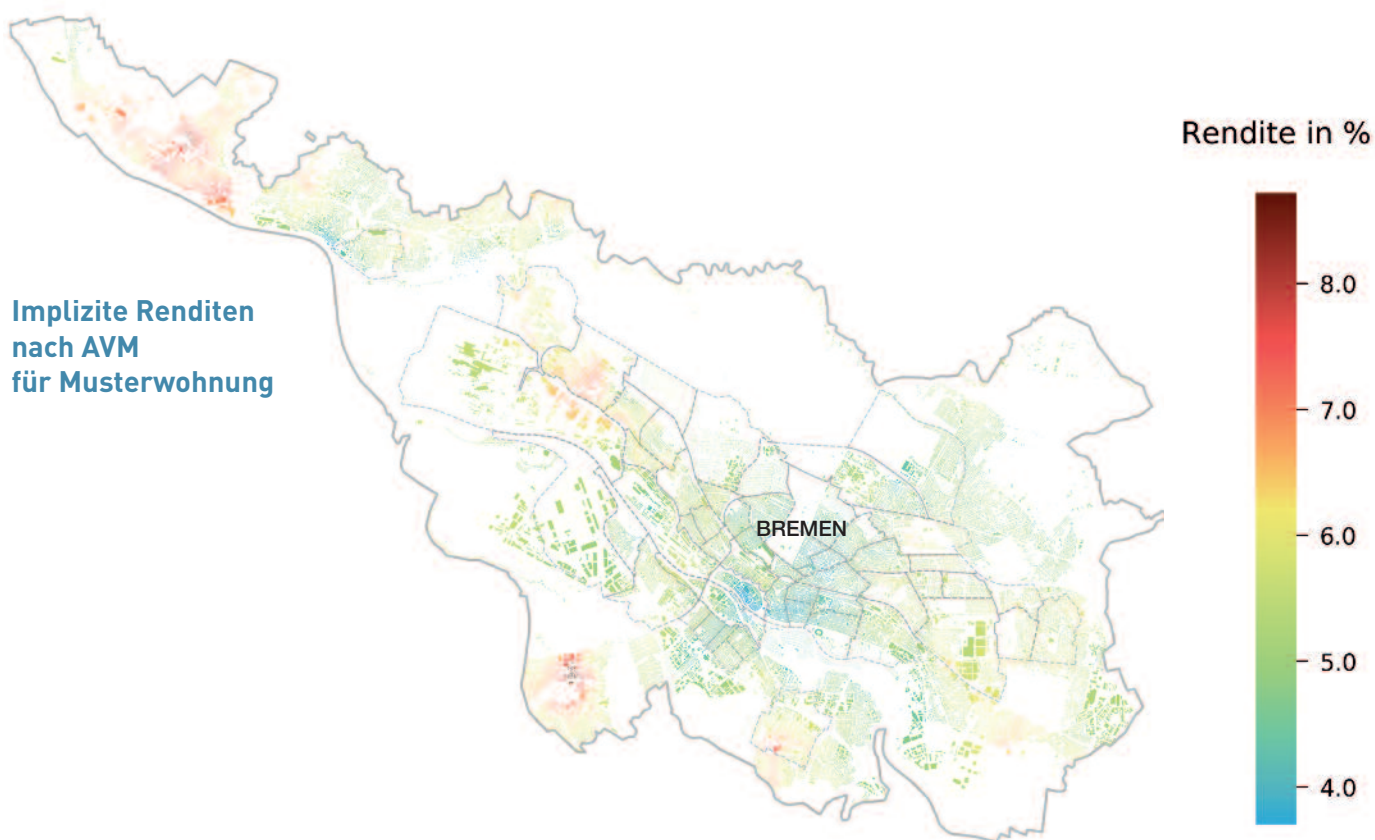 Rendite in %
8.0
7.0
6.0
5.0
4.0
Implizite Renditen
nach AVM
für Musterwohnung
BREMEN